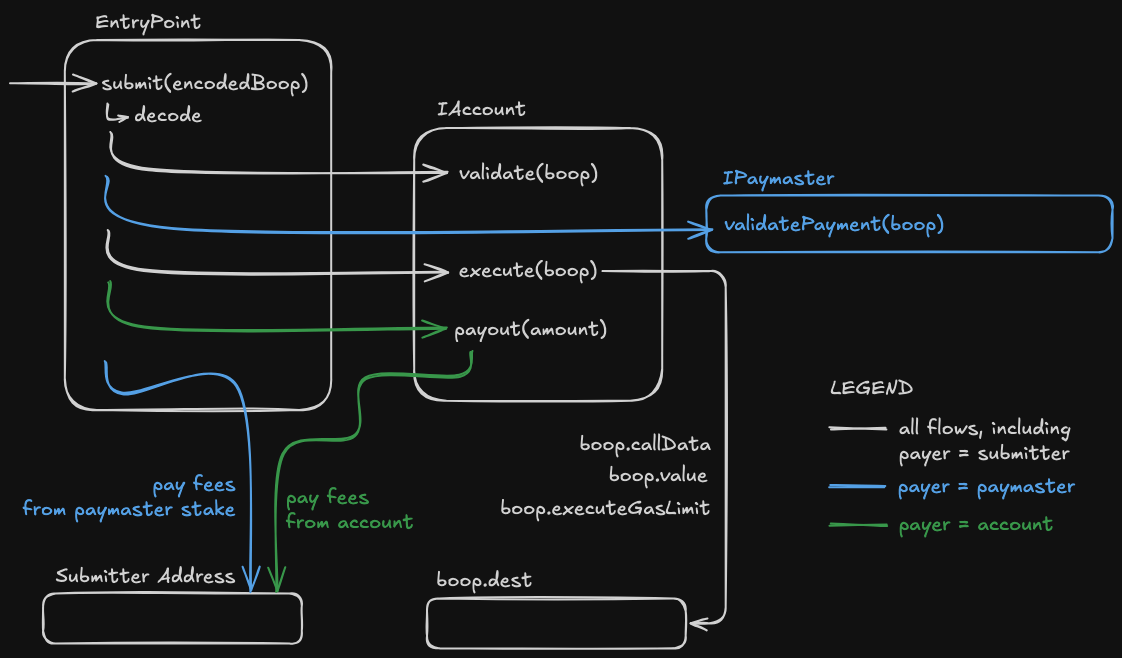 EntryPoint
submit(encodedBoop)
decode
IAccount
validate(boop)
IPaymaster
validatePayment(boop)
execute(boop)
payout(amount)
LEGEND
all flows, including
payer = submitter
payer = paymaster
payer = account
boop.callData
boop.value
boop.executeGasLimit
pay fees
from paymaster stake
pay fees
from account
Submitter Address
boop.dest